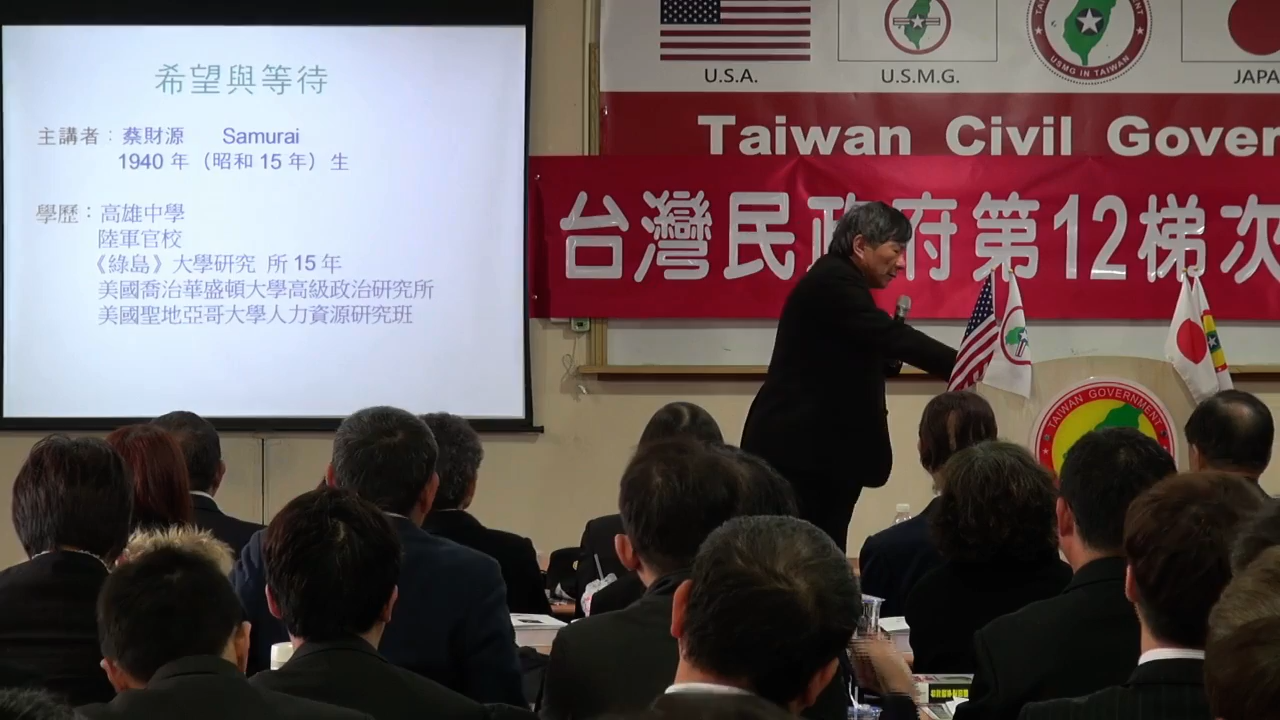 希望與等待
主講者：蔡財源 Samurai
1940 年（昭和 15 年）生
學歷：高雄中學
陸軍官校
《綠島》大學研究 所 15 年
美國喬治華盛頓大學高級政治研究所
美國聖地亞哥大學人力資源研究班
U.S.A.
U.S.M.G.
USMG IN TAIWAN
JAPA
Taiwan Civil Gover
台灣民政府第12梯次
TAIWAN GOVERNMENT